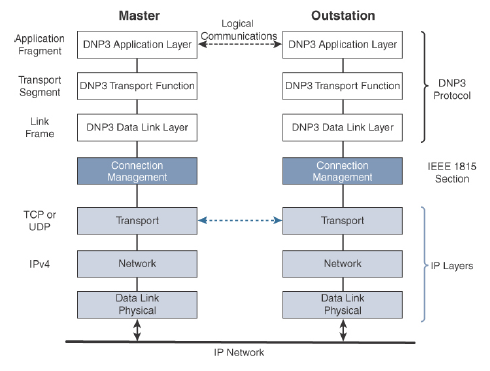 Master
Logical
Communications
Outstation
Application
Fragment
DNP3 Application Layer
DNP3 Application Layer
Transport
Segment
DNP3 Transport Function
DNP3 Transport Function
DNP3
Protocol
Link
Frame
DNP3 Data Link Layer
DNP3 Data Link Layer
Connection
Management
Connection
Management
IEEE 1815
Section
TCP or
UDP
Transport
Transport
IPv4
Network
Network
IP Layers
Data Link
Physical
Data Link
Physical
IP Network